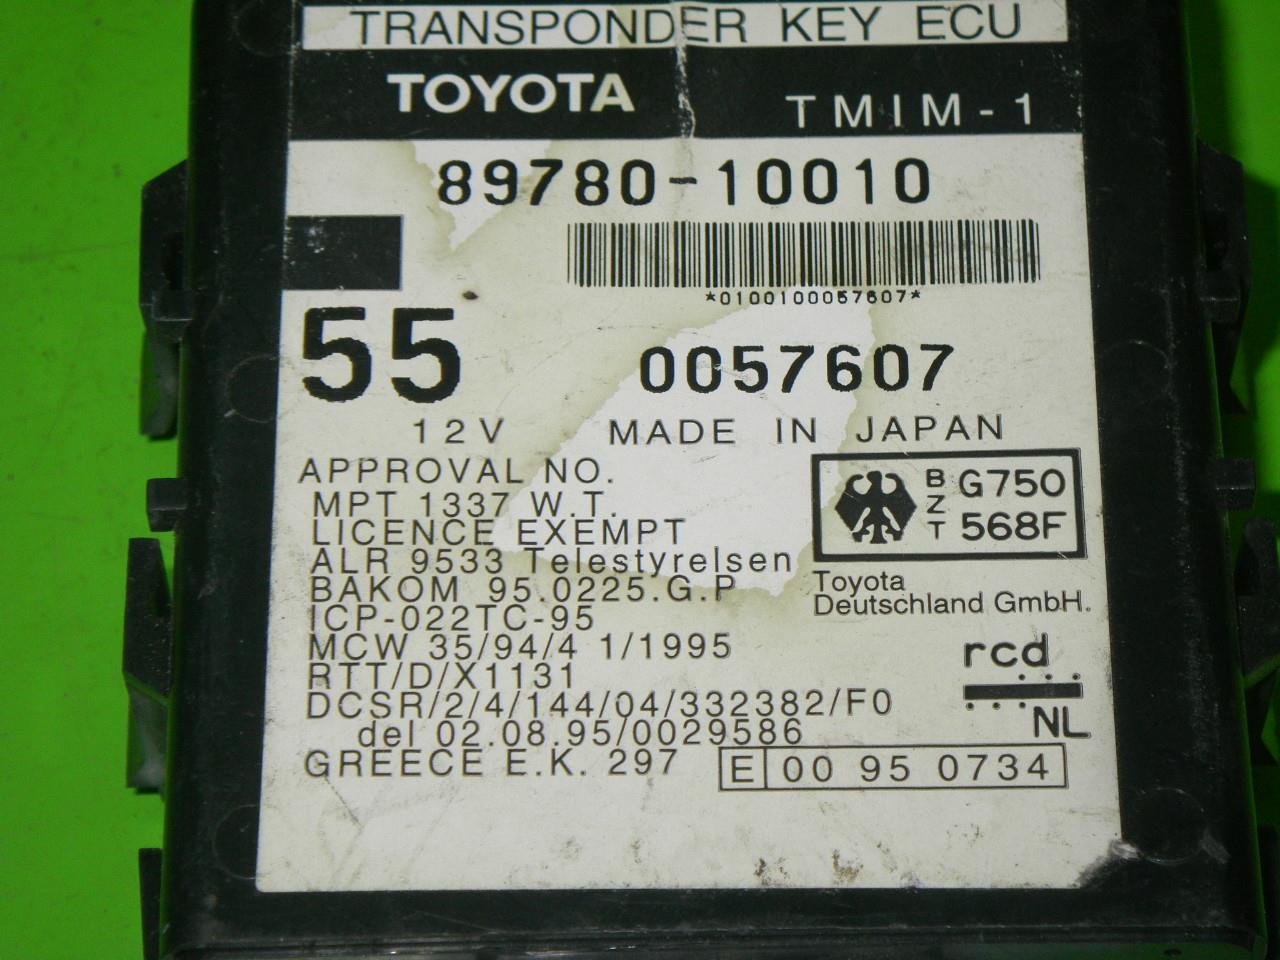 TRANSPONDER KEY ECU
TOYOTA TMIM-1
89780-10010
*0100100057607*
55 0057607
12V MADE IN JAPAN
APPROVAL NO.
MPT 1337 W.T.
LICENCE EXEMPT
ALR 9533 Telestyrelsen
BAKOM 95.0225.G.P
ICP-022TC-95
MCW 35/94/4 1/1995
RTT/D/X1131
DCSR/2/4/144/04/332382/F0
del 02.08.95/0029586
GREECE E.K. 297
BZT G750
568F
Toyota
Deutschland GmbH.
rcd
NL
E 00 95 0734